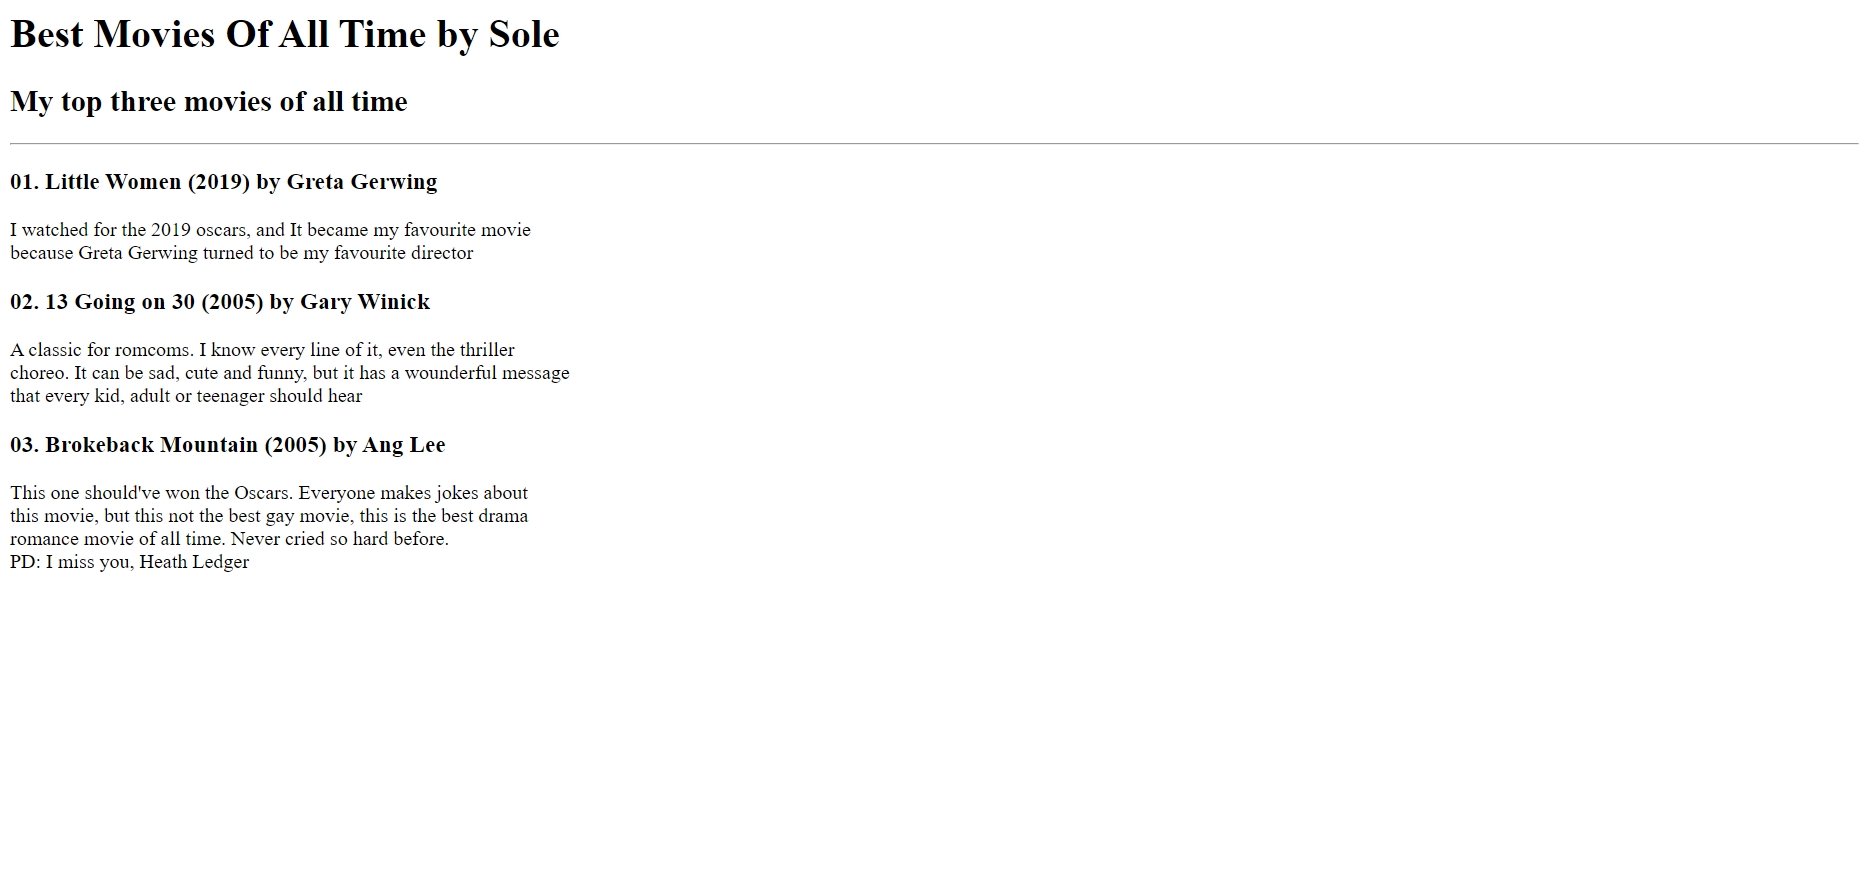 Best Movies Of All Time by Sole
My top three movies of all time
01. Little Women (2019) by Greta Gerwing
I watched for the 2019 oscars, and It became my favourite movie
because Greta Gerwing turned to be my favourite director
02. 13 Going on 30 (2005) by Gary Winick
A classic for romcoms. I know every line of it, even the thriller
choreo. It can be sad, cute and funny, but it has a wounderful message
that every kid, adult or teenager should hear
03. Brokeback Mountain (2005) by Ang Lee
This one should've won the Oscars. Everyone makes jokes about
this movie, but this not the best gay movie, this is the best drama
romance movie of all time. Never cried so hard before.
PD: I miss you, Heath Ledger